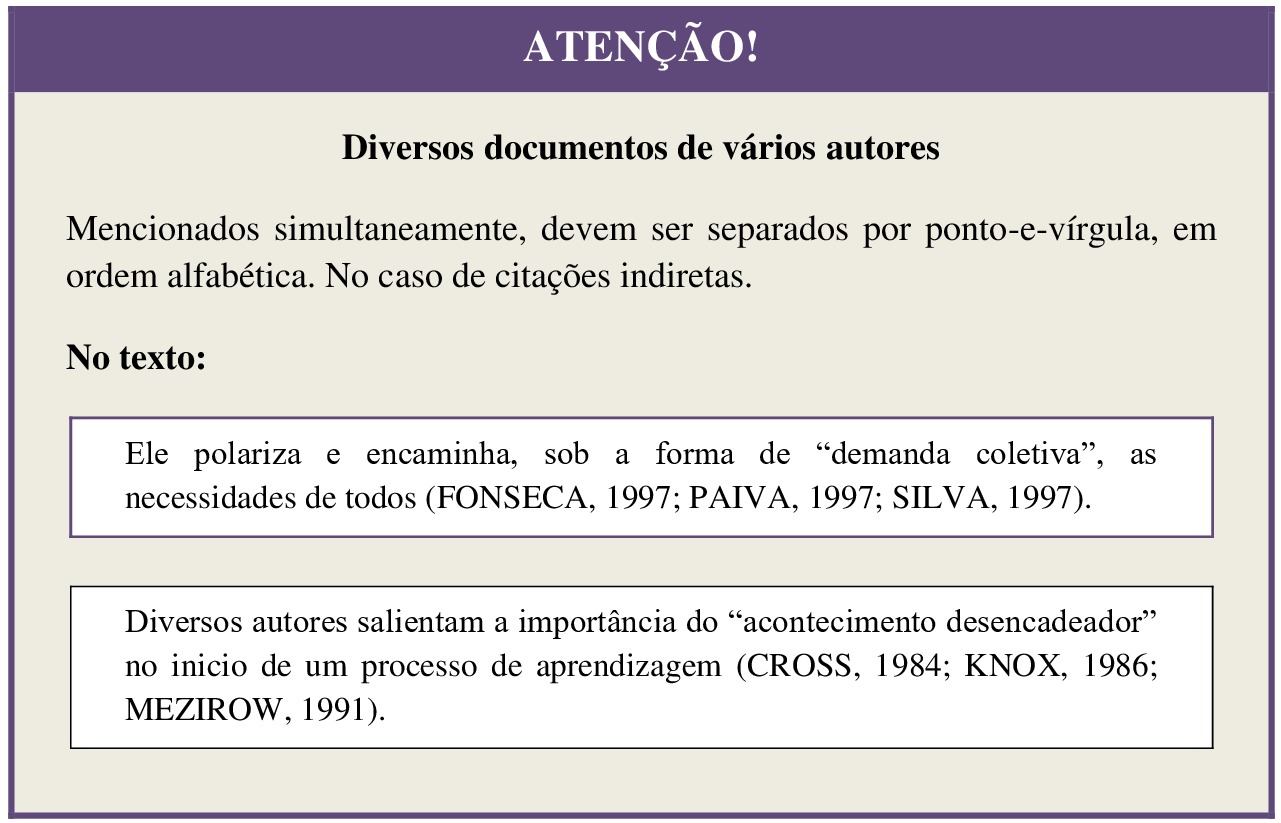 ATENÇÃO!
Diversos documentos de vários autores
Mencionados simultaneamente, devem ser separados por ponto-e-vírgula, em
ordem alfabética. No caso de citações indiretas.
No texto:
Ele polariza e encaminha, sob a forma de “demanda coletiva”, as
necessidades de todos (FONSECA, 1997; PAIVA, 1997; SILVA, 1997).
Diversos autores salientam a importância do “acontecimento desencadeador”
no inicio de um processo de aprendizagem (CROSS, 1984; KNOX, 1986;
MEZIROW, 1991).